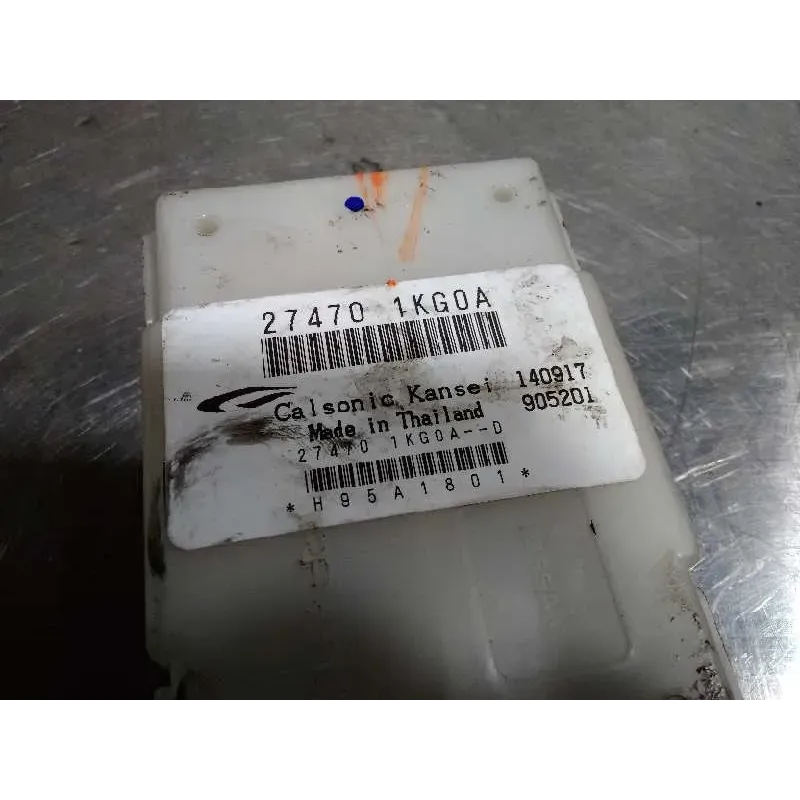 27470 1KG0A
Calsonic Kansei 140917
Made in Thailand 905201
27470 1KG0A--D
*H95A1801*